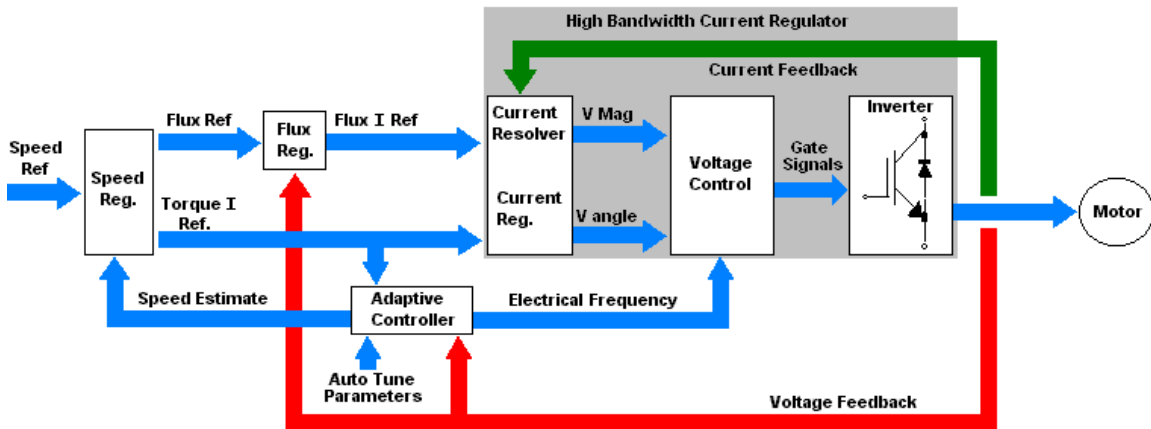 High Bandwidth Current Regulator
Current Feedback
Inverter
Flux Ref
Flux
Reg.
Flux I Ref
Current
Resolver
V Mag
Speed
Ref
Speed
Reg.
Voltage
Control
Gate
Signals
Torque I
Ref.
Current
Reg.
V angle
Motor
Speed Estimate
Adaptive
Controller
Electrical Frequency
Auto Tune
Parameters
Voltage Feedback